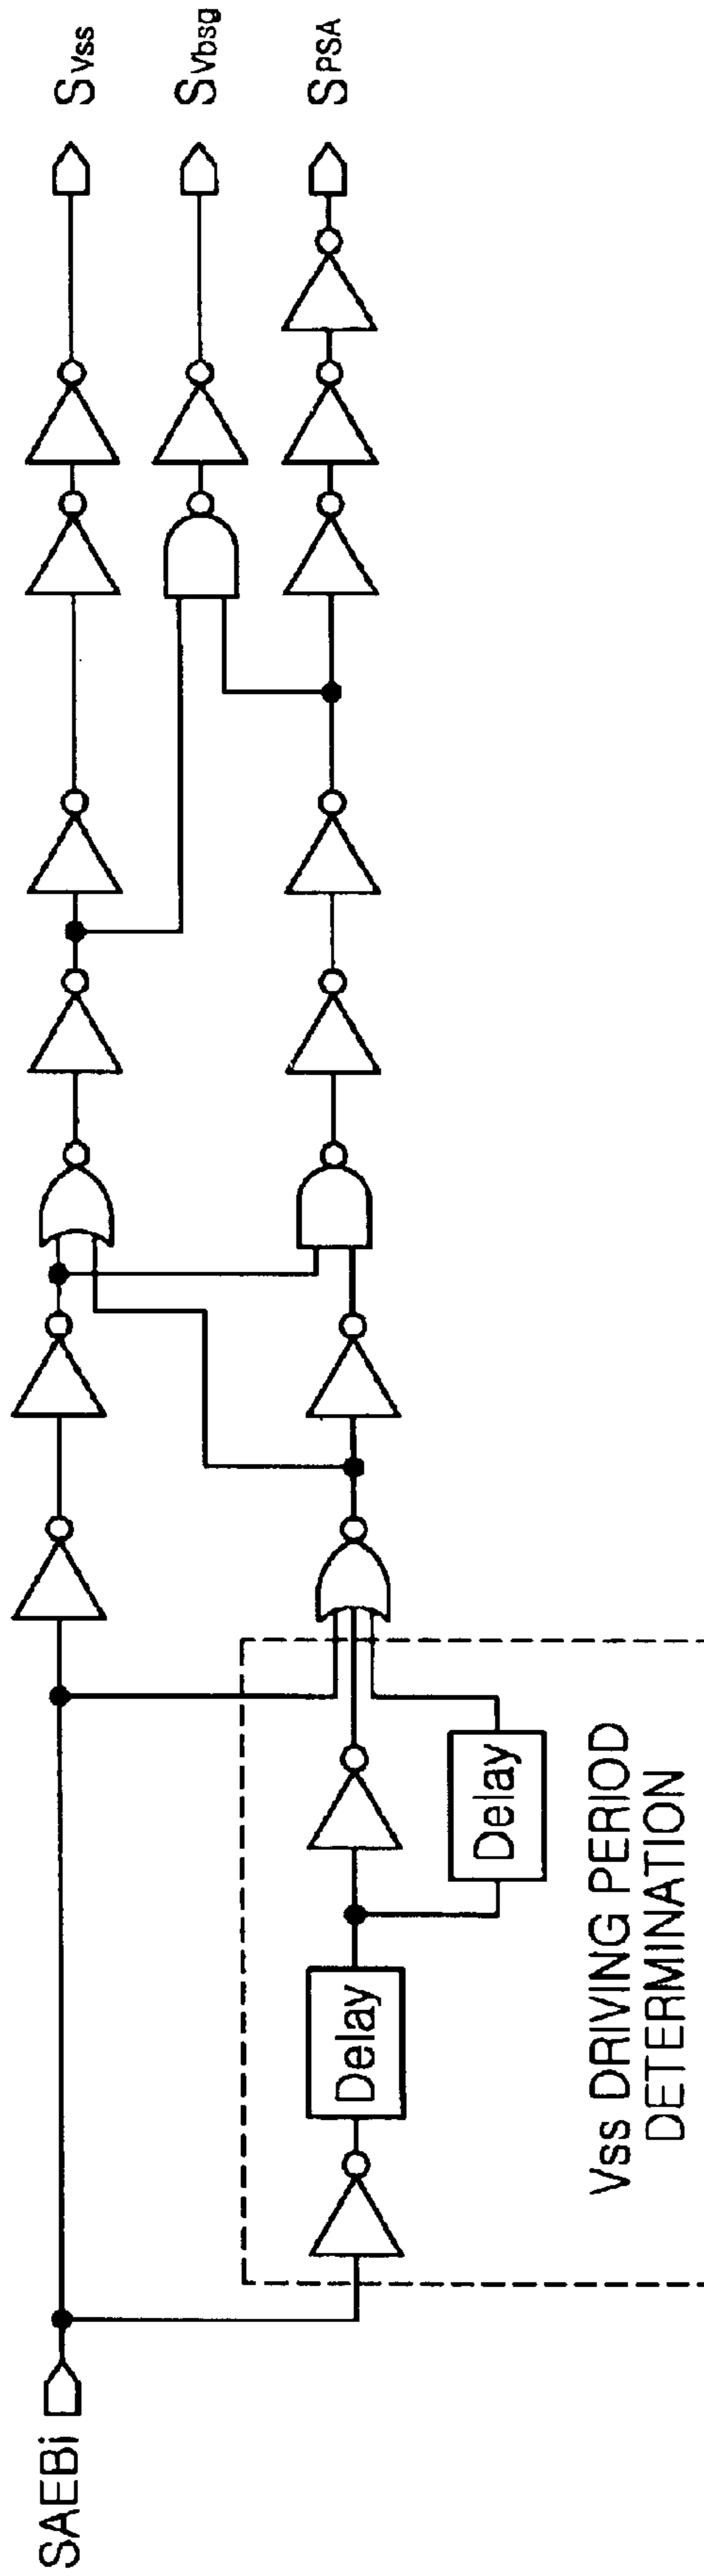 SAEBi
Delay
Delay
Vss DRIVING PERIOD
DETERMINATION
SVss
SVbsg
SPSA